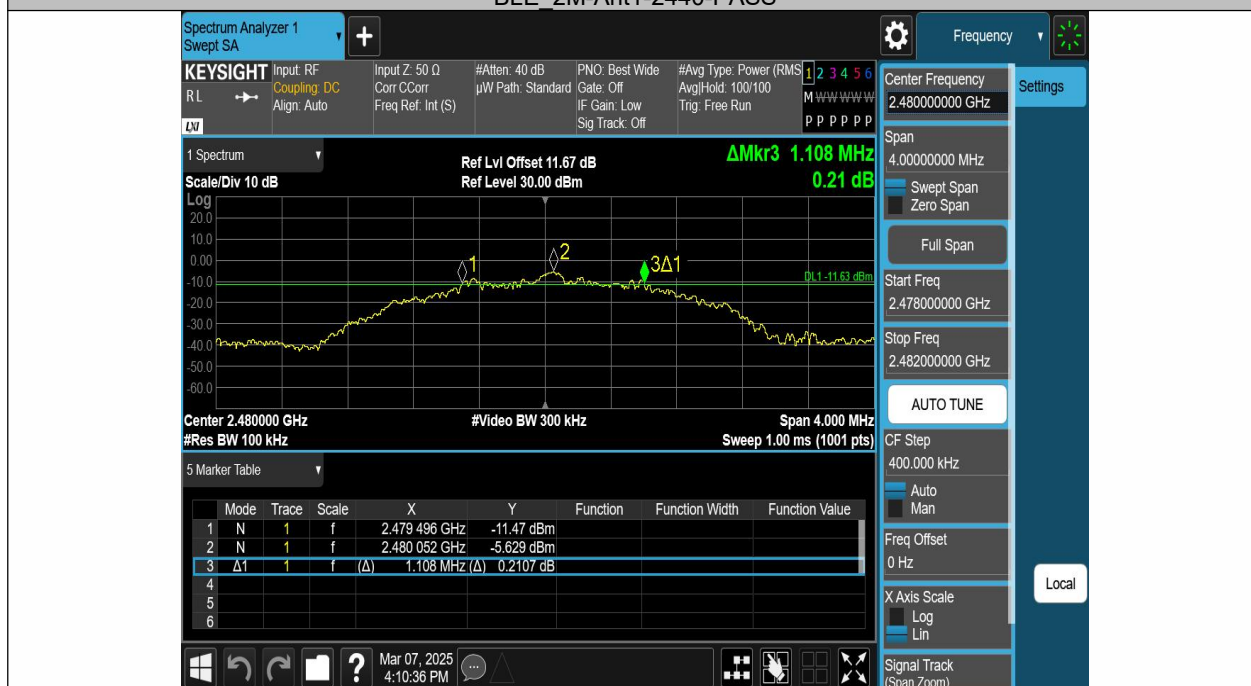 BLE_2M-Ant1-2440-PASS
Spectrum Analyzer 1
Swept SA
Frequency
KEYSIGHT
RL
LXI
Input: RF
Coupling: DC
Align: Auto
Input Z: 50 Ω
Corr CCorr
Freq Ref: Int (S)
#Atten: 40 dB
µW Path: Standard
PNO: Best Wide
Gate: Off
IF Gain: Low
Sig Track: Off
#Avg Type: Power (RMS
Avg|Hold: 100/100
Trig: Free Run
1 2 3 4 5 6
M W W W W W
P P P P P P
1 Spectrum
Scale/Div 10 dB
Ref Lvl Offset 11.67 dB
Ref Level 30.00 dBm
ΔMkr3 1.108 MHz
0.21 dB
Log
20.0
10.0
0.00
-10.0
-20.0
-30.0
-40.0
-50.0
-60.0
1
2
3Δ1
DL1 -11.63 dBm
Center 2.480000 GHz
#Video BW 300 kHz
Span 4.000 MHz
#Res BW 100 kHz
Sweep 1.00 ms (1001 pts)
5 Marker Table
Mode Trace Scale X Y Function Function Width Function Value
1 N 1 f 2.479 496 GHz -11.47 dBm
2 N 1 f 2.480 052 GHz -5.629 dBm
3 Δ1 1 f (Δ) 1.108 MHz (Δ) 0.2107 dB
4
5
6
Mar 07, 2025
4:10:36 PM
Center Frequency
2.480000000 GHz
Settings
Span
4.00000000 MHz
Swept Span
Zero Span
Full Span
Start Freq
2.478000000 GHz
Stop Freq
2.482000000 GHz
AUTO TUNE
CF Step
400.000 kHz
Auto
Man
Freq Offset
0 Hz
Local
X Axis Scale
Log
Lin
Signal Track
(Span Zoom)